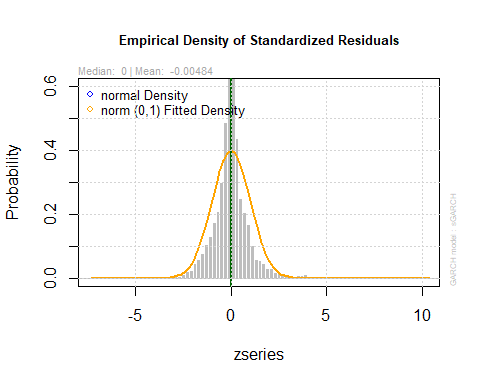 Empirical Density of Standardized Residuals
Median: 0 | Mean: -0.00484
normal Density
norm (0,1) Fitted Density
Probability
0.0
0.2
0.4
0.6
-5
0
5
10
zseries
GARCH model : sGARCH